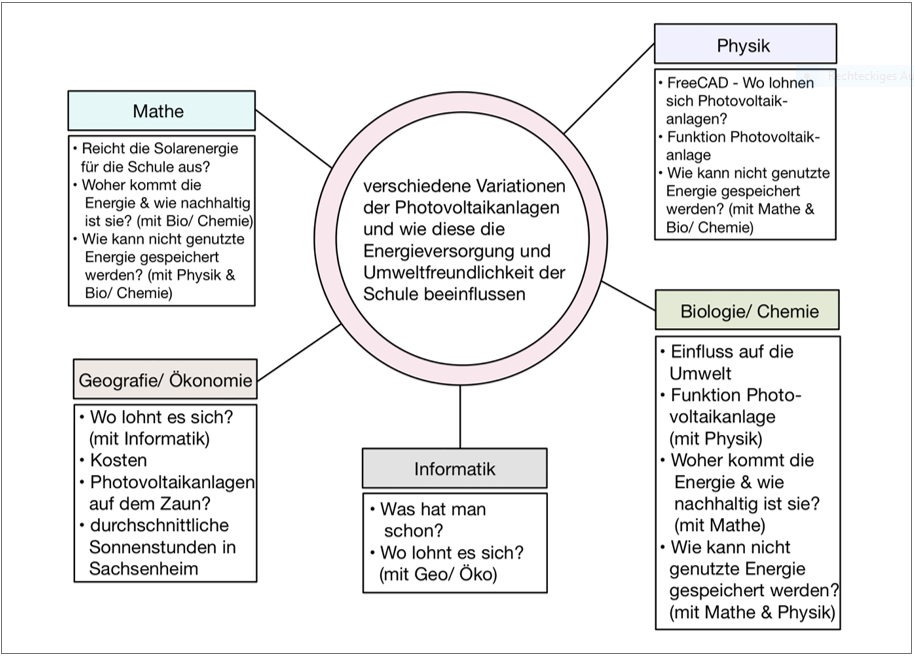 Mathe
• Reicht die Solarenergie
für die Schule aus?
• Woher kommt die
Energie & wie nachhaltig
ist sie? (mit Bio/ Chemie)
• Wie kann nicht genutzte
Energie gespeichert
werden? (mit Physik &
Bio/ Chemie)
verschiedene Variationen
der Photovoltaikanlagen
und wie diese die
Energieversorgung und
Umweltfreundlichkeit der
Schule beeinflussen
Physik
• FreeCAD - Wo lohnen
sich Photovoltaik-
anlagen?
• Funktion Photovoltaik-
anlage
• Wie kann nicht genutzte
Energie gespeichert
werden? (mit Mathe &
Bio/ Chemie)
Rechteckiges
Geografie/ Ökonomie
• Wo lohnt es sich?
(mit Informatik)
• Kosten
• Photovoltaikanlagen
auf dem Zaun?
• durchschnittliche
Sonnenstunden in
Sachsenheim
Informatik
• Was hat man
schon?
• Wo lohnt es sich?
(mit Geo/ Öko)
Biologie/ Chemie
• Einfluss auf die
Umwelt
• Funktion Photo-
voltaikanlage
(mit Physik)
• Woher kommt die
Energie & wie
nachhaltig ist sie?
(mit Mathe)
• Wie kann nicht
genutzte Energie
gespeichert werden?
(mit Mathe & Physik)